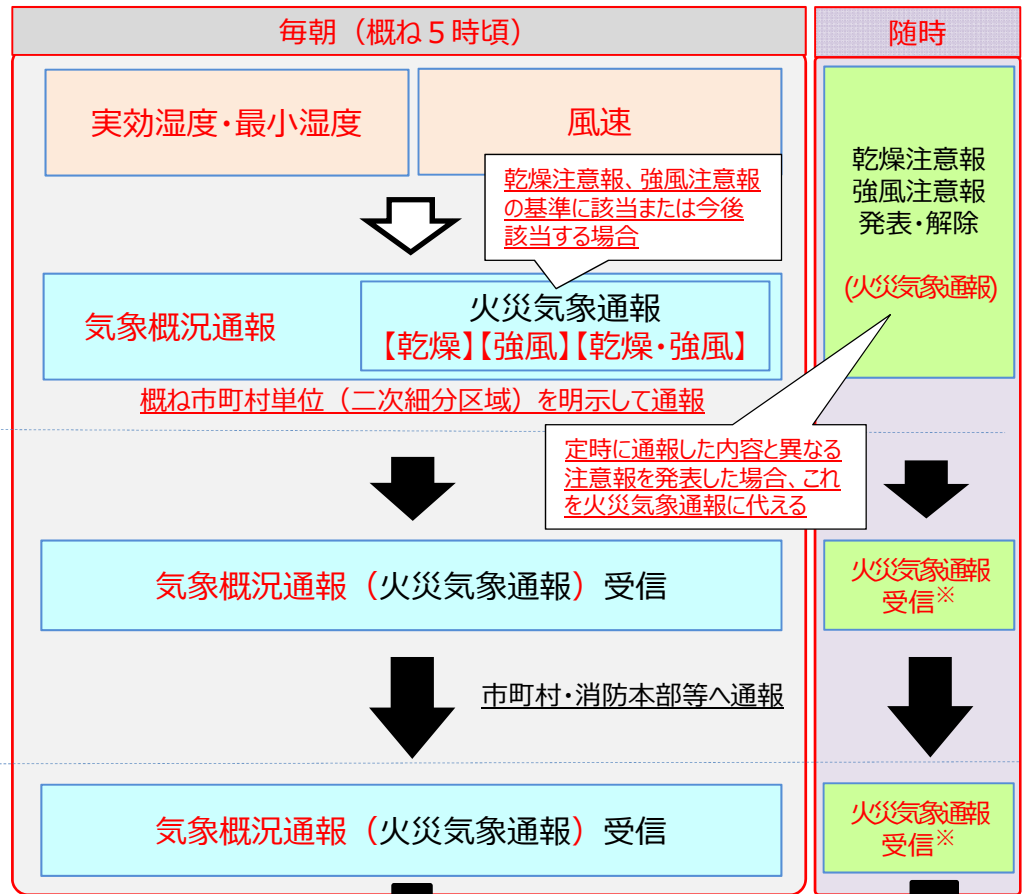 毎朝（概ね５時頃）
随時
実効湿度・最小湿度
風速
乾燥注意報、強風注意報
の基準に該当または今後
該当する場合
乾燥注意報
強風注意報
発表・解除
(火災気象通報)
気象概況通報
火災気象通報
【乾燥】【強風】【乾燥・強風】
概ね市町村単位（二次細分区域）を明示して通報
定時に通報した内容と異なる
注意報を発表した場合、これ
を火災気象通報に代える
気象概況通報（火災気象通報）受信
火災気象通報
受信※
市町村・消防本部等へ通報
気象概況通報（火災気象通報）受信
火災気象通報
受信※